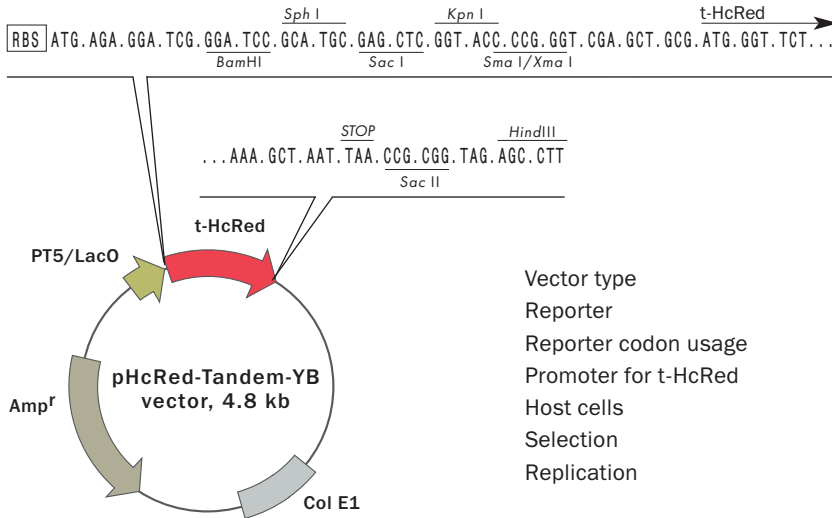 Sph I Kpn I t-HcRed
RBS ATG.AGA.GGA.TCG.GGA.TCC.GCA.TGC.GAG.CTC.GGT.ACC.CCG.GGT.CGA.GCT.GCG.ATG.GGT.TCT...
BamHI Sac I Sma I/Xma I
STOP HindIII
...AAA.GCT.AAT.TAA.CCG.CGG.TAG.AGC.CTT
Sac II
t-HcRed
PT5/LacO
Vector type
Reporter
Reporter codon usage
Promoter for t-HcRed
Host cells
Selection
Replication
pHcRed-Tandem-YB
vector, 4.8 kb
Ampr
Col E1